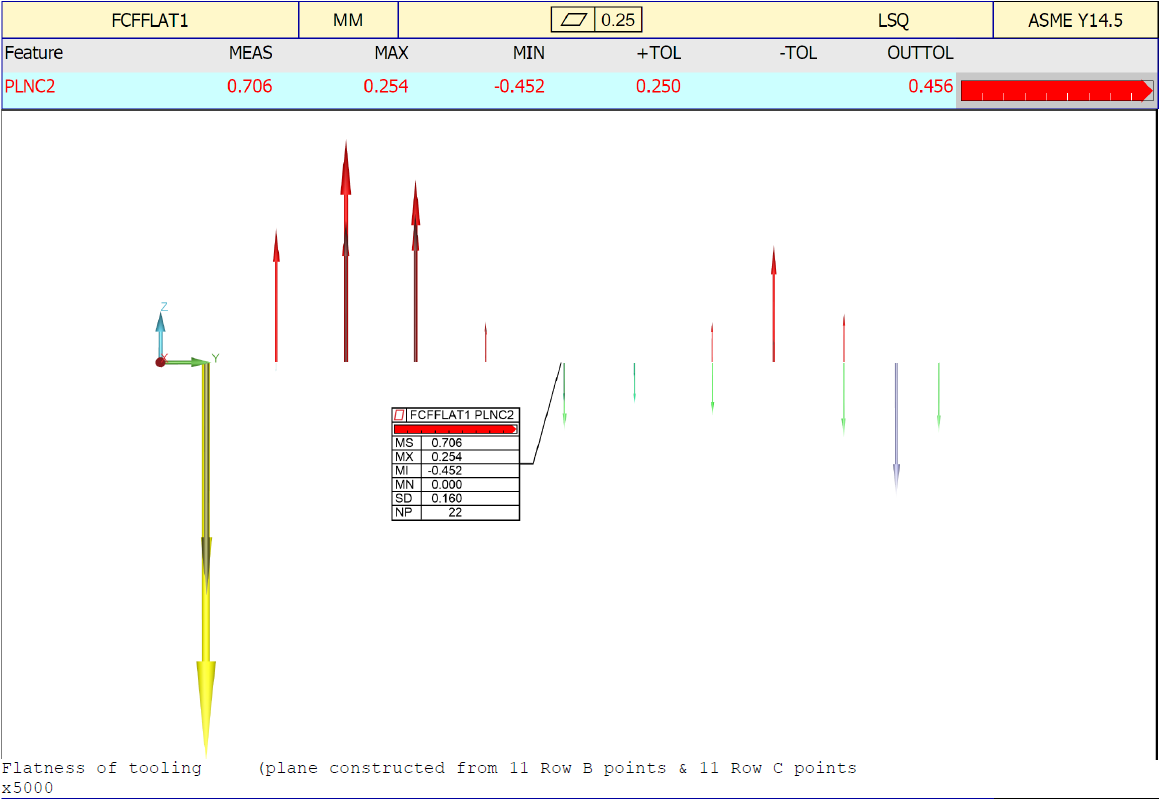 FCFFLAT1 MM 0.25 LSQ ASME Y14.5
Feature MEAS MAX MIN +TOL -TOL OUTTOL
PLNC2 0.706 0.254 -0.452 0.250 0.456
Z
X Y
FCFFLAT1 PLNC2
MS 0.706
MX 0.254
MI -0.452
MN 0.000
SD 0.160
NP 22
Flatness of tooling (plane constructed from 11 Row B points & 11 Row C points
x5000